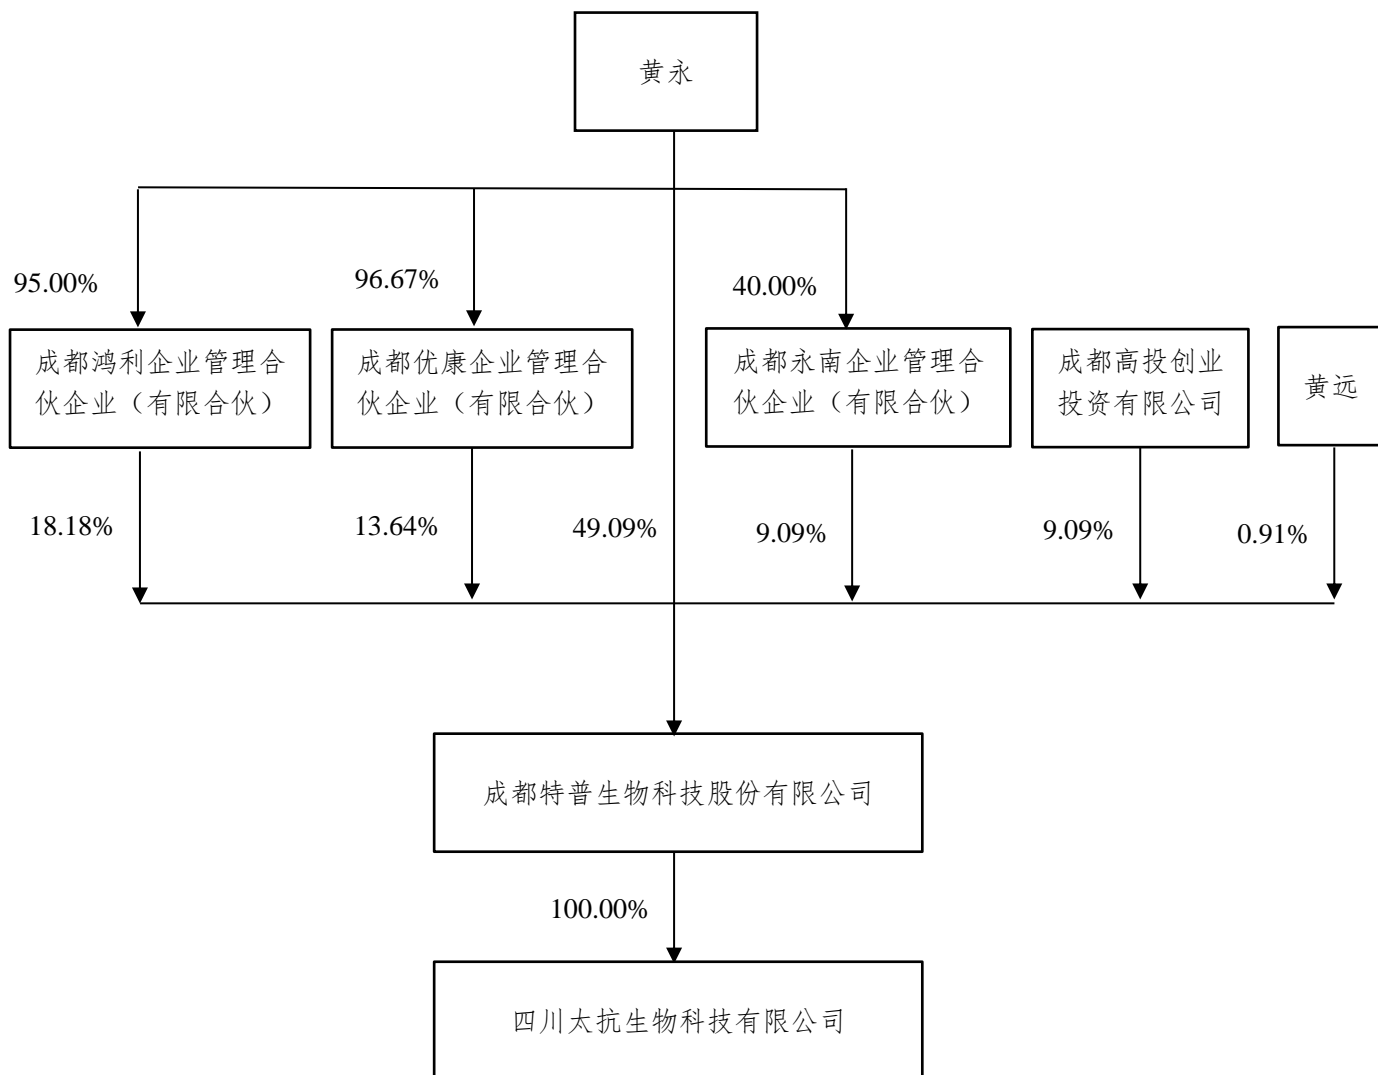 黄永
95.00%
96.67%
40.00%
成都鸿利企业管理合
伙企业（有限合伙）
成都优康企业管理合
伙企业（有限合伙）
成都永南企业管理合
伙企业（有限合伙）
成都高投创业
投资有限公司
黄远
18.18%
13.64%
49.09%
9.09%
9.09%
0.91%
成都特普生物科技股份有限公司
100.00%
四川太抗生物科技有限公司